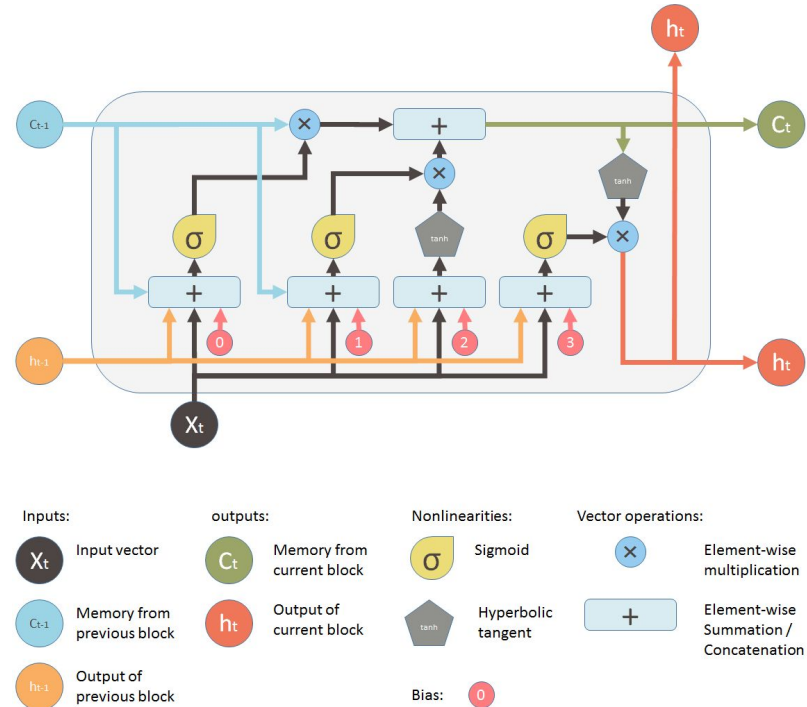 ht
Ct-1
×
+
Ct
×
tanh
σ
σ
tanh
σ
×
+
+
+
+
0
1
2
3
ht-1
ht
Xt
Inputs:
outputs:
Nonlinearities:
Vector operations:
Xt
Input vector
Ct
Memory from
current block
σ
Sigmoid
×
Element-wise
multiplication
Ct-1
Memory from
previous block
ht
Output of
current block
tanh
Hyperbolic
tangent
+
Element-wise
Summation /
Concatenation
ht-1
Output of
previous block
Bias:
0